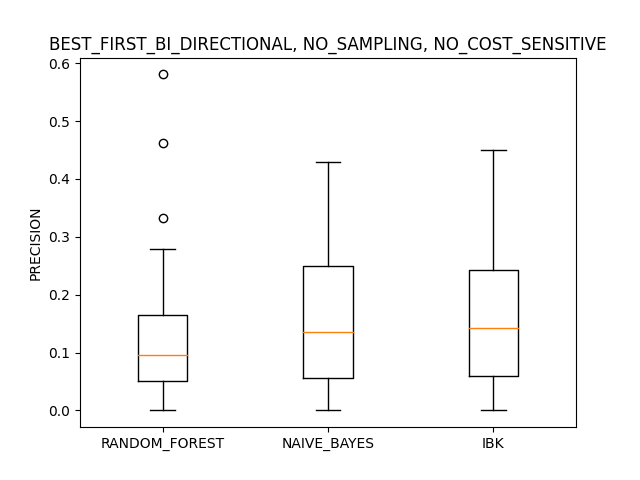 BEST_FIRST_BI_DIRECTIONAL, NO_SAMPLING, NO_COST_SENSITIVE
0.6
0.5
0.4
0.3
0.2
0.1
0.0
PRECISION
RANDOM_FOREST NAIVE_BAYES IBK